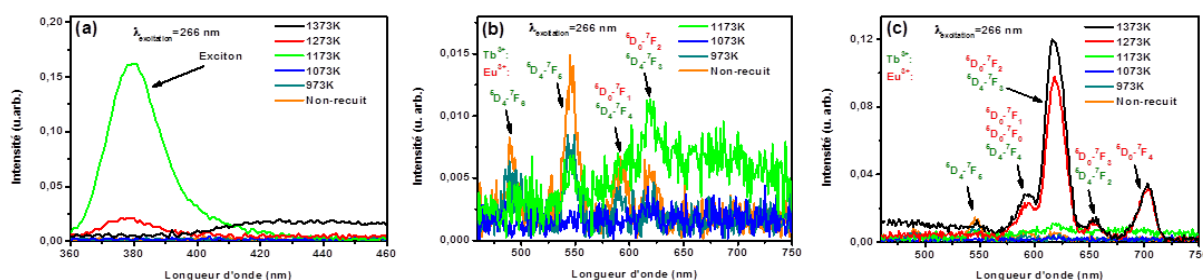 (a)
λexcitation=266 nm
Exciton
1373K
1273K
1173K
1073K
973K
Non-recuit
Intensité (u.arb.)
0,20
0,15
0,10
0,05
0,00
360 380 400 420 440 460
Longueur d'onde (nm)
(b)
λexcitation=266 nm
Tb3+:
Eu3+:
5D4-7F6
5D4-7F5
5D0-7F1
5D4-7F4
5D0-7F2
5D4-7F3
1173K
1073K
973K
Non-recuit
Intensité (u.arb.)
0,015
0,010
0,005
0,000
500 550 600 650 700 750
Longueur d'onde (nm)
(c)
λexcitation=266 nm
Tb3+:
Eu3+:
5D0-7F2
5D4-7F3
5D0-7F1
5D0-7F0
5D4-7F4
5D4-7F5
5D0-7F3
5D4-7F2
5D0-7F4
1373K
1273K
1173K
1073K
973K
Non-recuit
Intensité (u. arb.)
0,12
0,08
0,04
0,00
500 550 600 650 700 750
Longueur d'onde (nm)